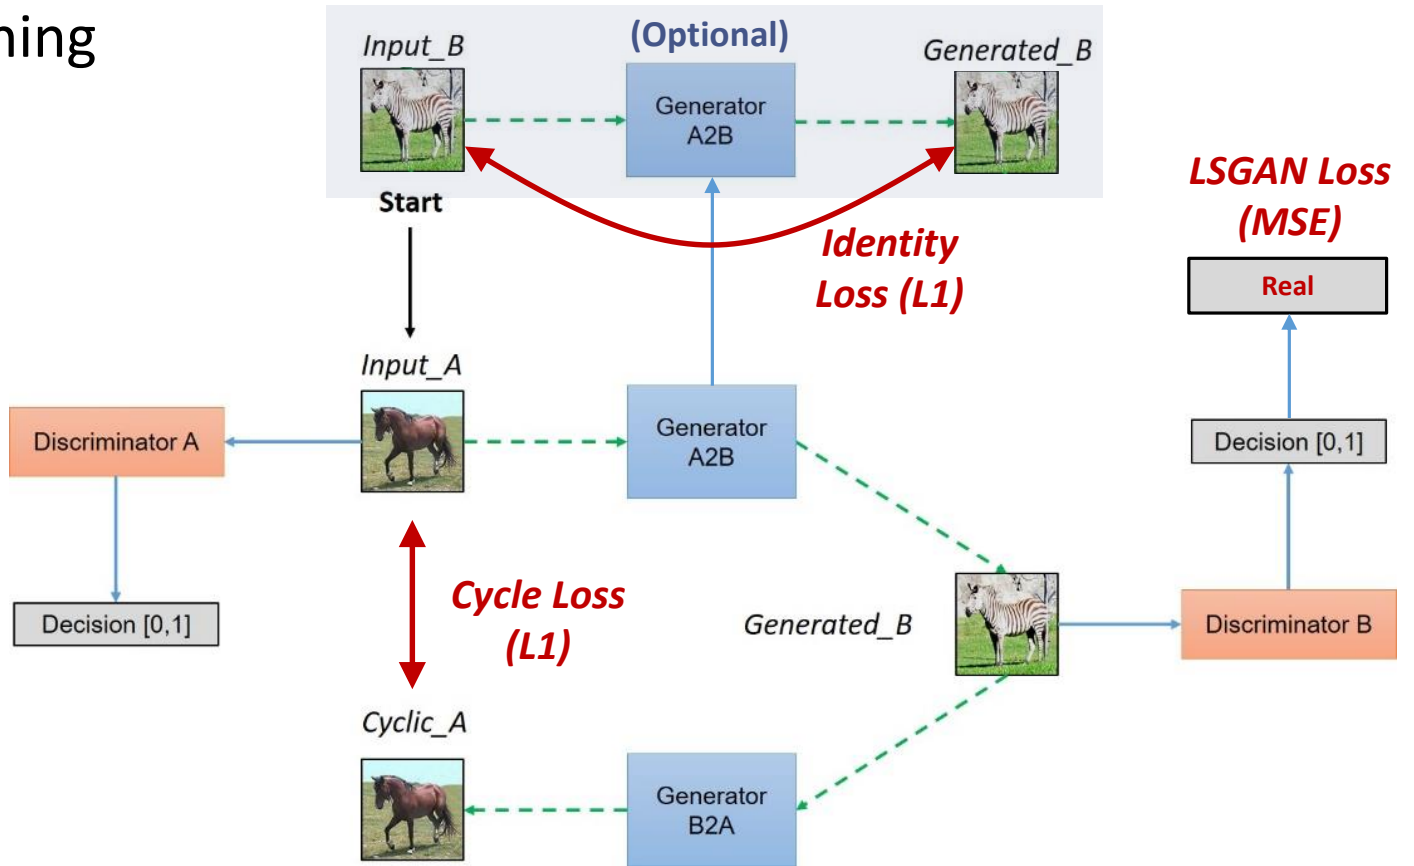 ning
(Optional)
Input_B
Generated_B
Generator
A2B
LSGAN Loss
(MSE)
Start
Identity
Loss (L1)
Real
Input_A
Discriminator A
Generator
A2B
Decision [0,1]
Cycle Loss
(L1)
Decision [0,1]
Generated_B
Discriminator B
Cyclic_A
Generator
B2A